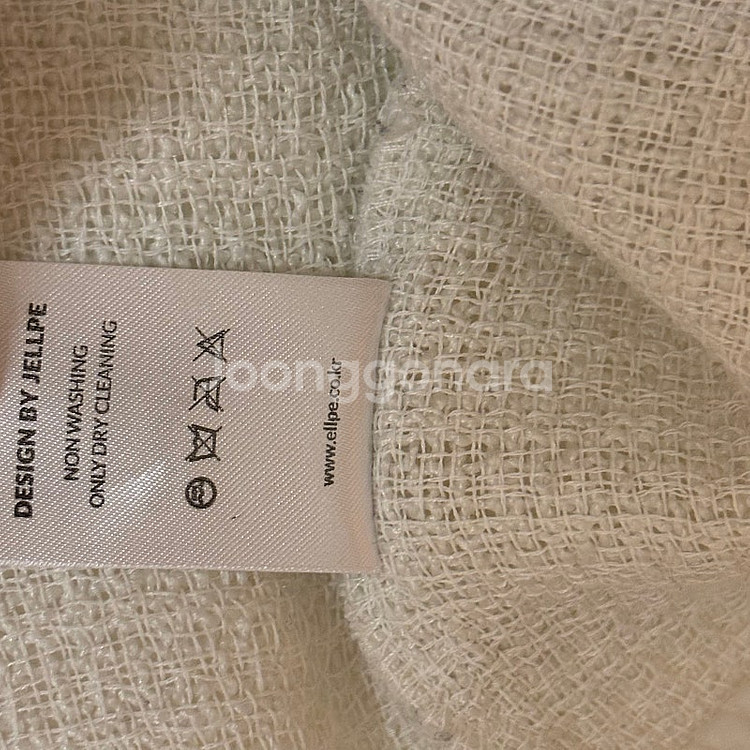 DESIGN BY JELLPE
NON WASHING
ONLY DRY CLEANING
www.ellpe.co.kr
joonggonara